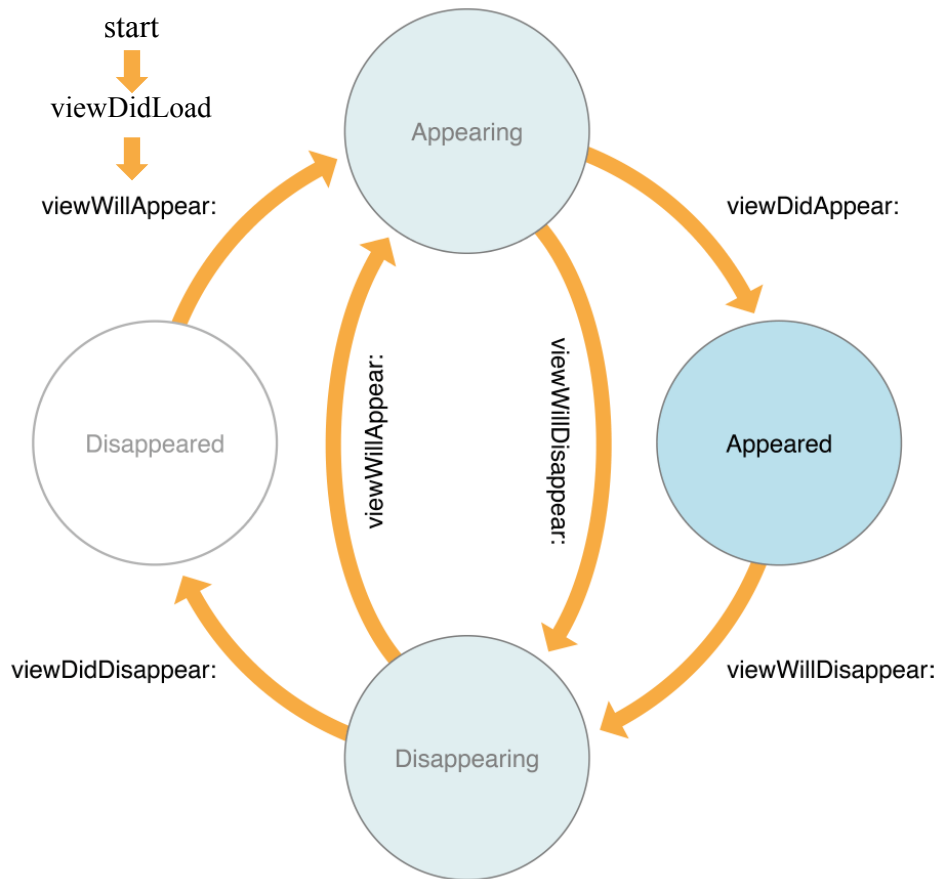 start
viewDidLoad
Appearing
viewWillAppear:
viewDidAppear:
viewWillAppear:
viewWillDisappear:
Disappeared
Appeared
viewDidDisappear:
viewWillDisappear:
Disappearing